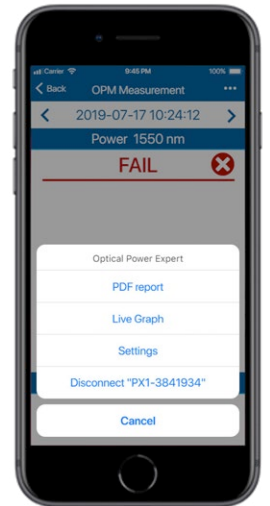 Carrier 9:45 PM 100%
Back OPM Measurement •••
2019-07-17 10:24:12
Power 1550 nm
FAIL
Optical Power Expert
PDF report
Live Graph
Settings
Disconnect "PX1-3841934"
Cancel